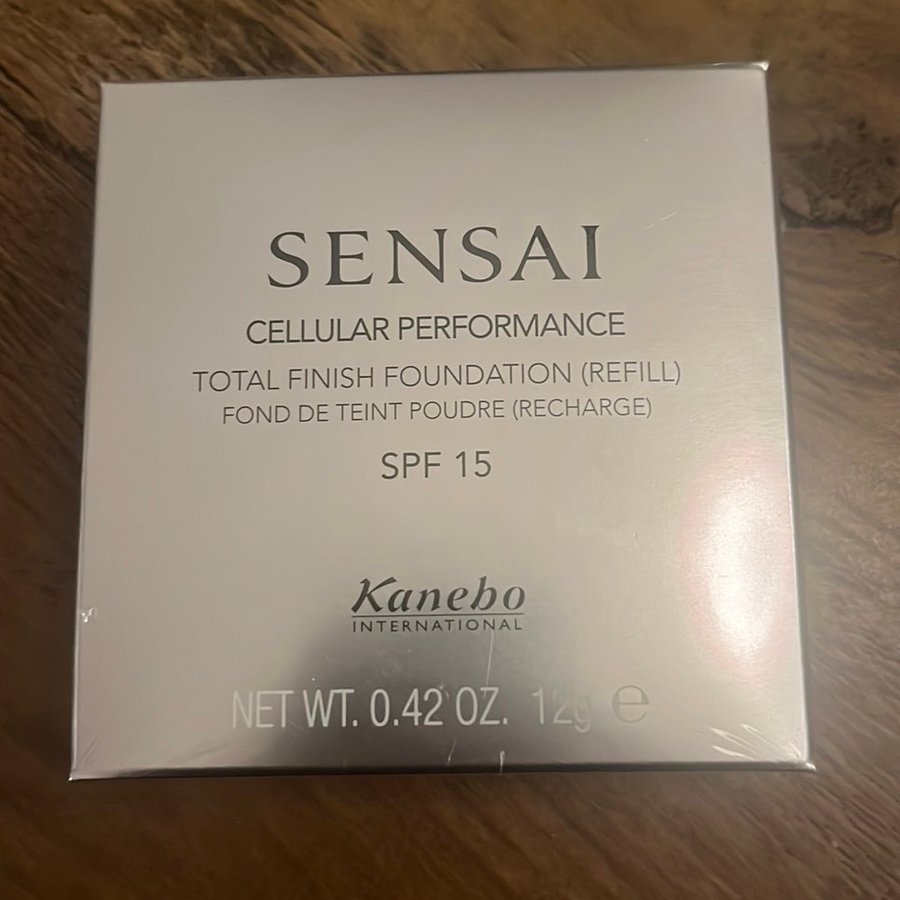 SENSAI
CELLULAR PERFORMANCE
TOTAL FINISH FOUNDATION (REFILL)
FOND DE TEINT POUDRE (RECHARGE)
SPF 15
Kanebo
INTERNATIONAL
NET WT. 0.42 OZ. 12g ℮